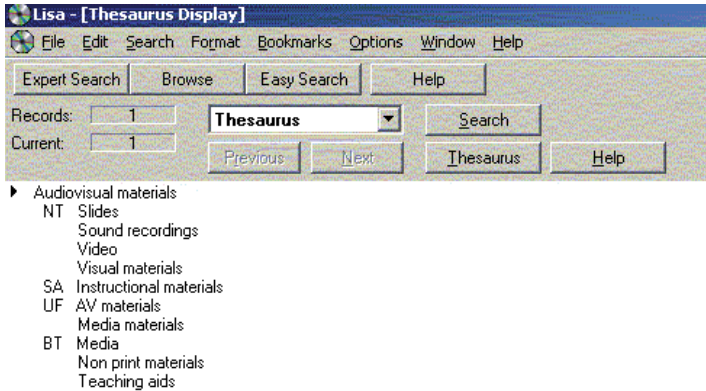 Lisa - [Thesaurus Display]
File Edit Search Format Bookmarks Options Window Help
Expert Search Browse Easy Search Help
Records: 1 Thesaurus Search
Current: 1 Previous Next Thesaurus Help
Audiovisual materials
NT Slides
Sound recordings
Video
Visual materials
SA Instructional materials
UF AV materials
Media materials
BT Media
Non print materials
Teaching aids